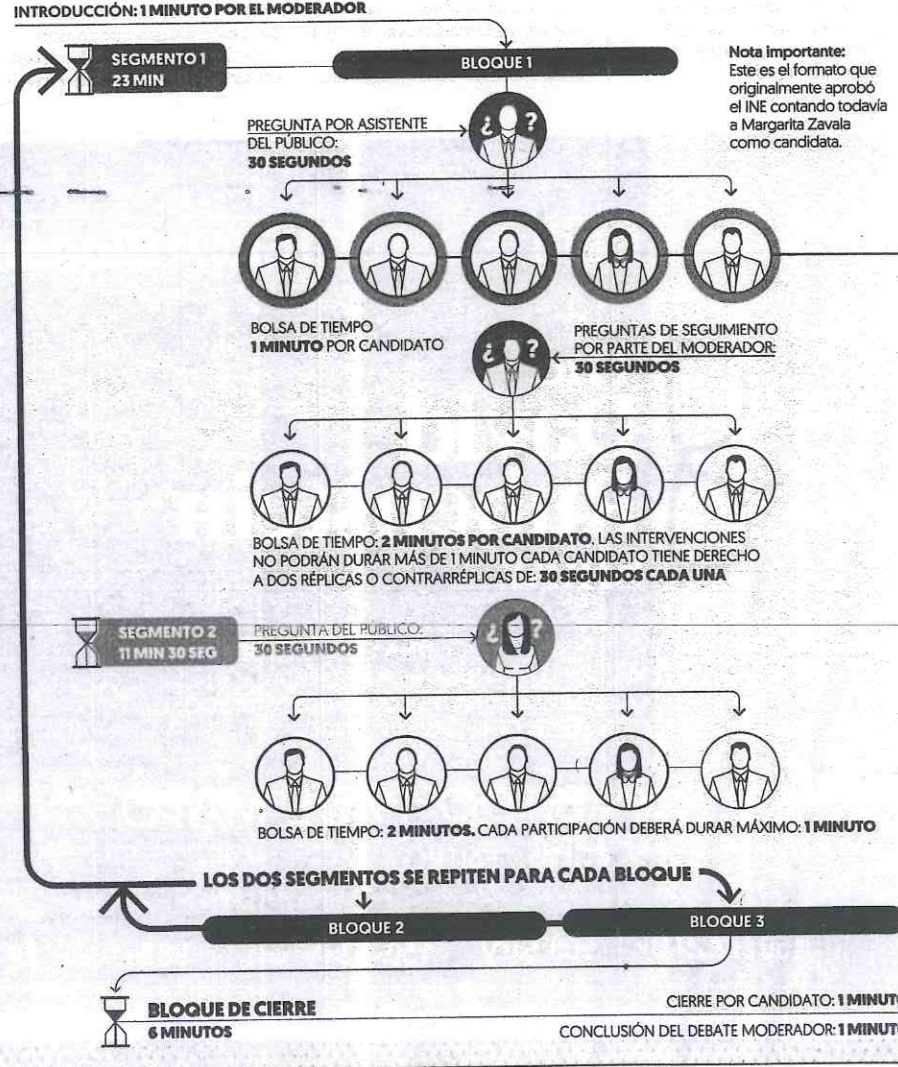 INTRODUCCIÓN: 1 MINUTO POR EL MODERADOR
SEGMENTO 1
23 MIN
BLOQUE 1
Nota importante:
Este es el formato que
originalmente aprobó
el INE contando todavía
a Margarita Zavala
como candidata.
PREGUNTA POR ASISTENTE
DEL PÚBLICO:
30 SEGUNDOS
¿ ?
BOLSA DE TIEMPO
1 MINUTO POR CANDIDATO
¿ ?
PREGUNTAS DE SEGUIMIENTO
POR PARTE DEL MODERADOR:
30 SEGUNDOS
BOLSA DE TIEMPO: 2 MINUTOS POR CANDIDATO. LAS INTERVENCIONES
NO PODRÁN DURAR MÁS DE 1 MINUTO CADA CANDIDATO TIENE DERECHO
A DOS RÉPLICAS O CONTRARRÉPLICAS DE: 30 SEGUNDOS CADA UNA
SEGMENTO 2
11 MIN 30 SEG
PREGUNTA DEL PÚBLICO:
30 SEGUNDOS
¿ ?
BOLSA DE TIEMPO: 2 MINUTOS. CADA PARTICIPACIÓN DEBERÁ DURAR MÁXIMO: 1 MINUTO
LOS DOS SEGMENTOS SE REPITEN PARA CADA BLOQUE
BLOQUE 2
BLOQUE 3
BLOQUE DE CIERRE
6 MINUTOS
CIERRE POR CANDIDATO: 1 MINUTO
CONCLUSIÓN DEL DEBATE MODERADOR: 1 MINUTO